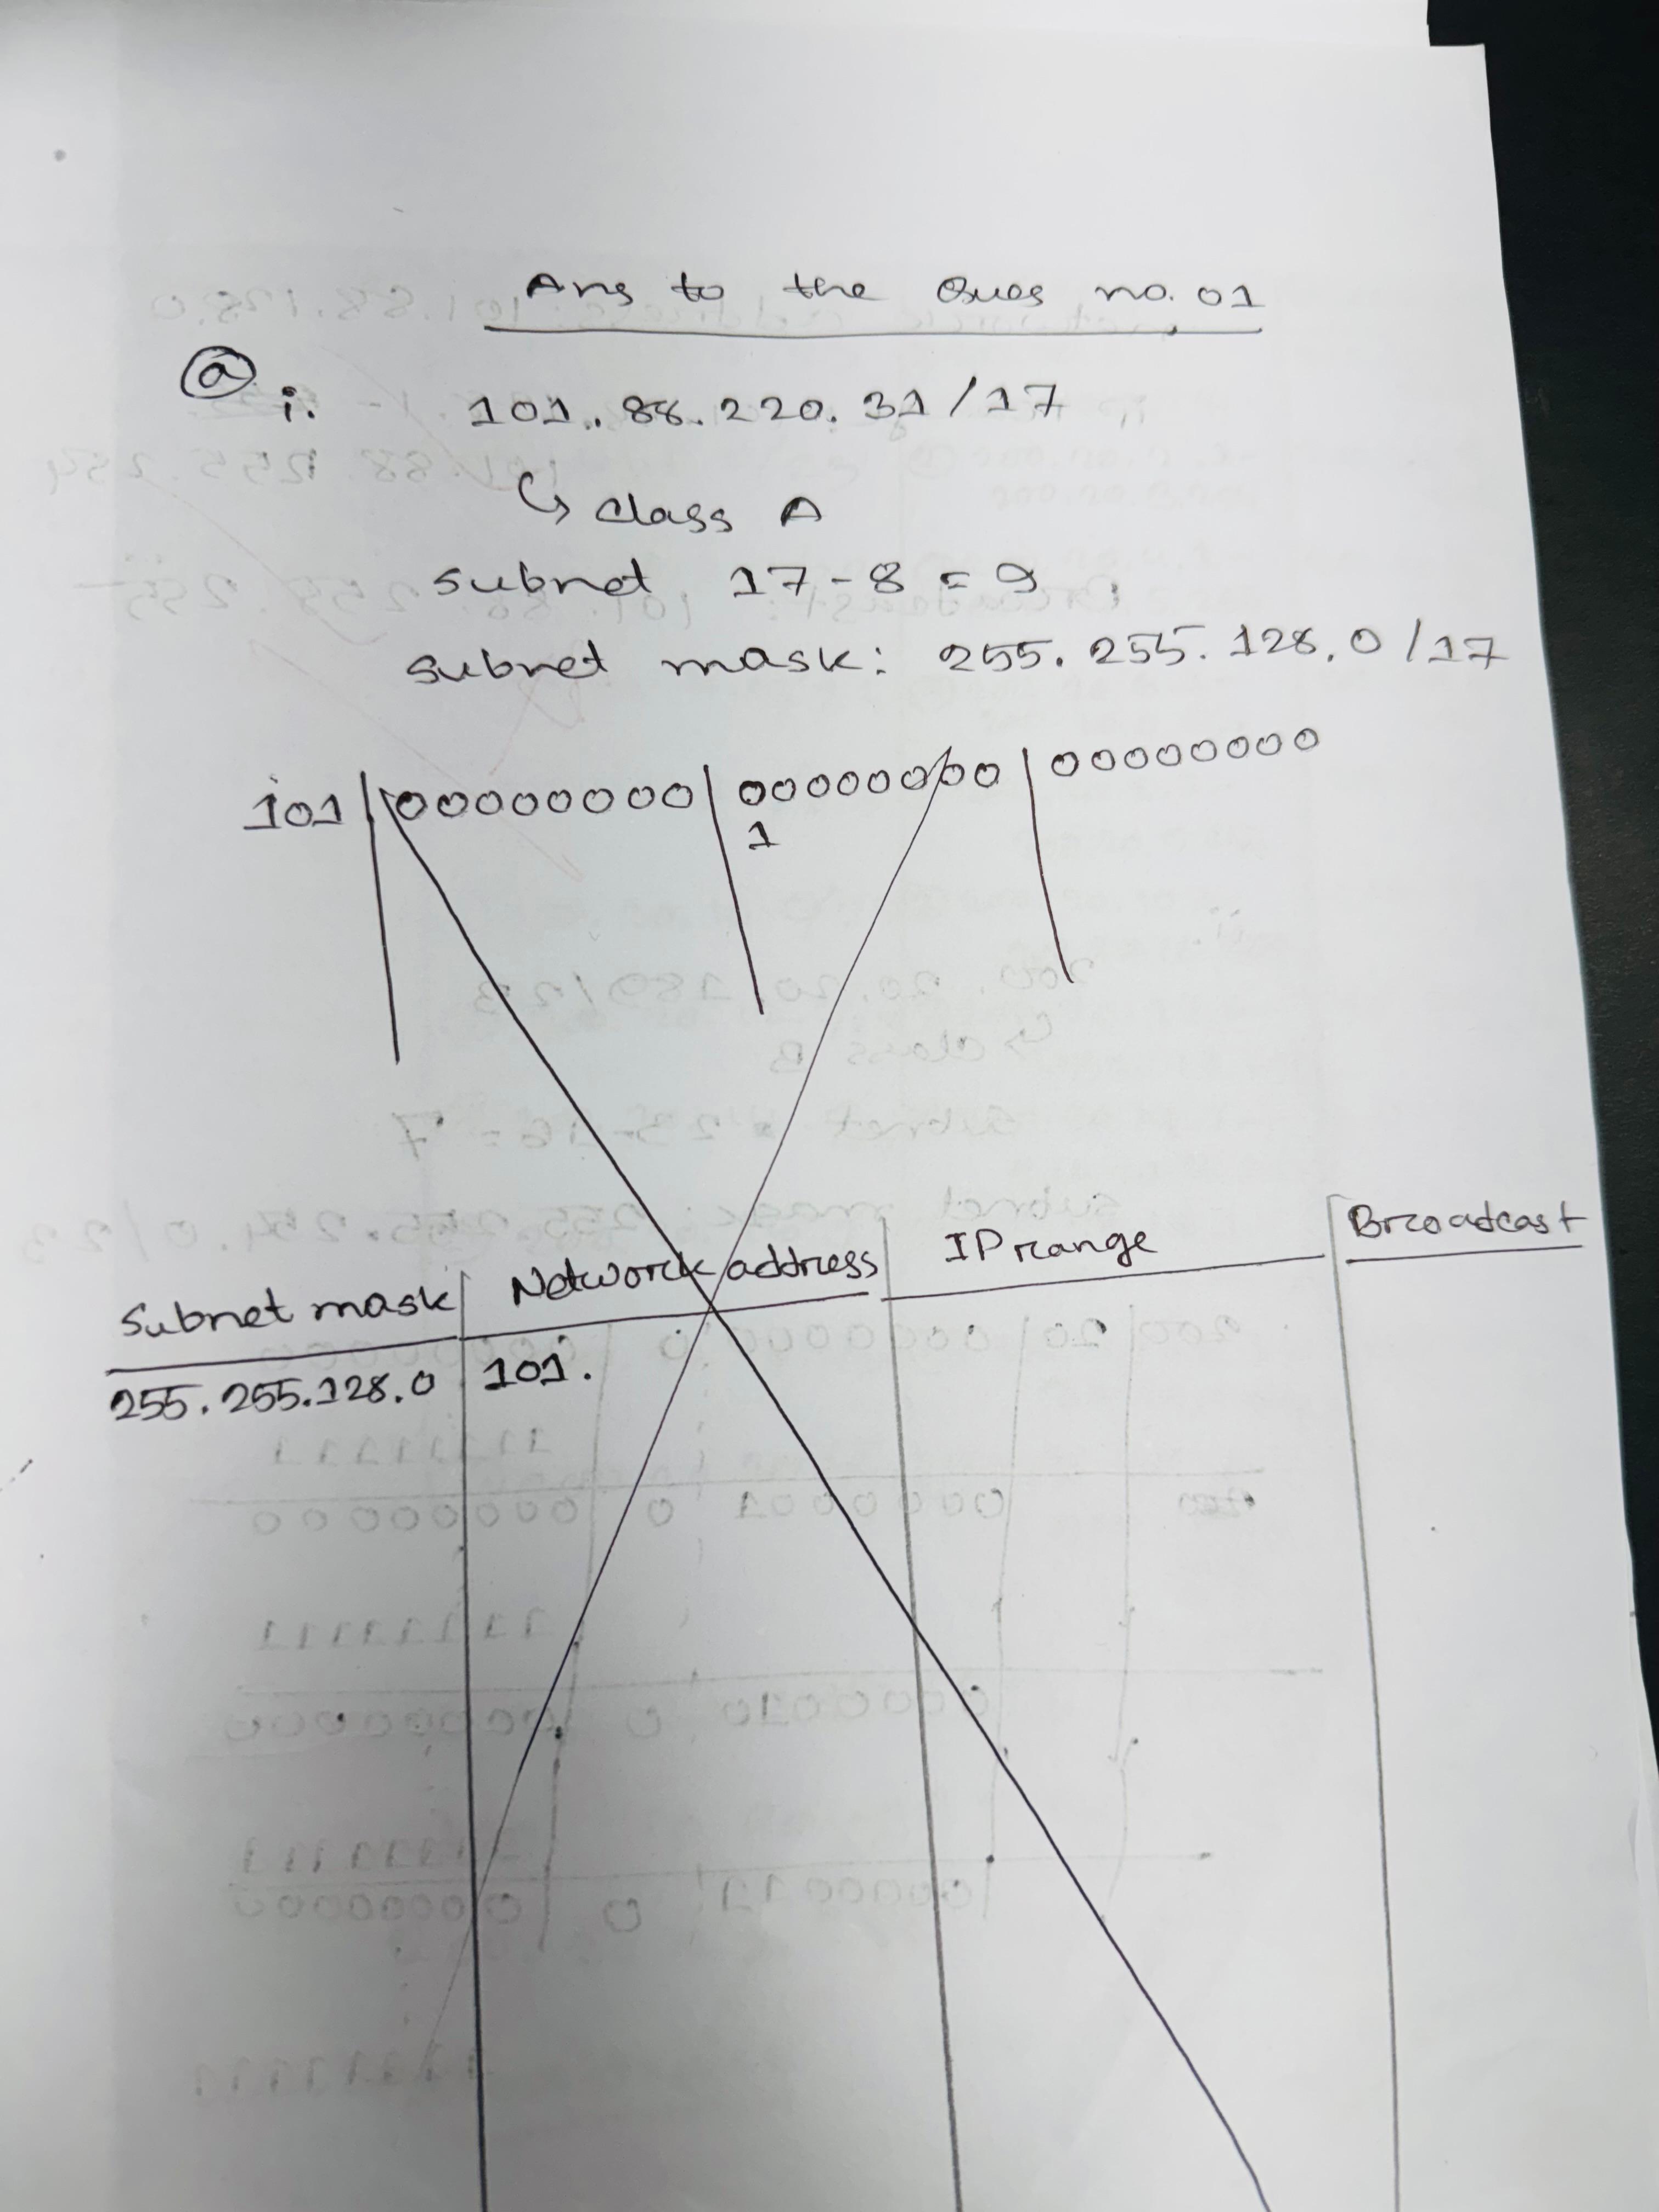 Ans to the Ques no. 01
a i. 101.. 88. 220. 31 / 17
↳ class A
subnet 17 - 8 = 9
subnet mask: 255. 255. 128. 0 / 17
101 | 00000000 | 00000000 | 00000000
1
Subnet mask | Network address | IP range | Broadcast
255. 255. 128. 0 | 101.